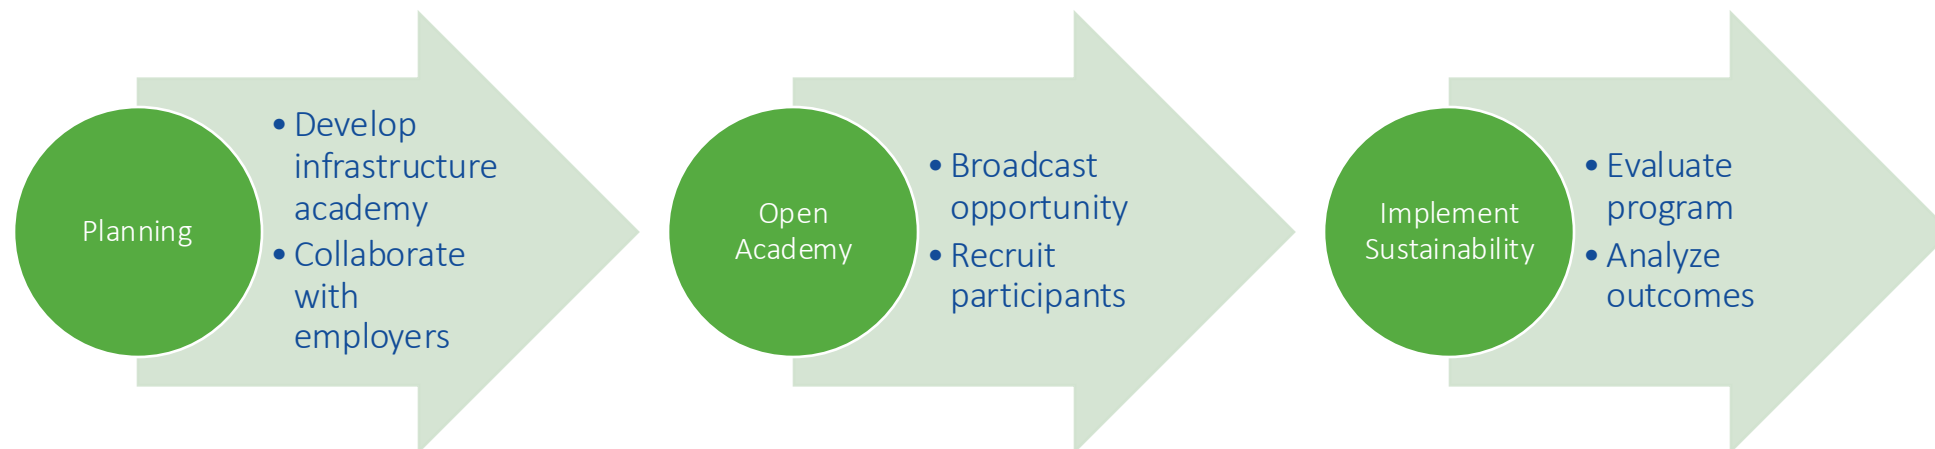 Planning
• Develop
infrastructure
academy
• Collaborate
with
employers
Open
Academy
• Broadcast
opportunity
• Recruit
participants
Implement
Sustainability
• Evaluate
program
• Analyze
outcomes